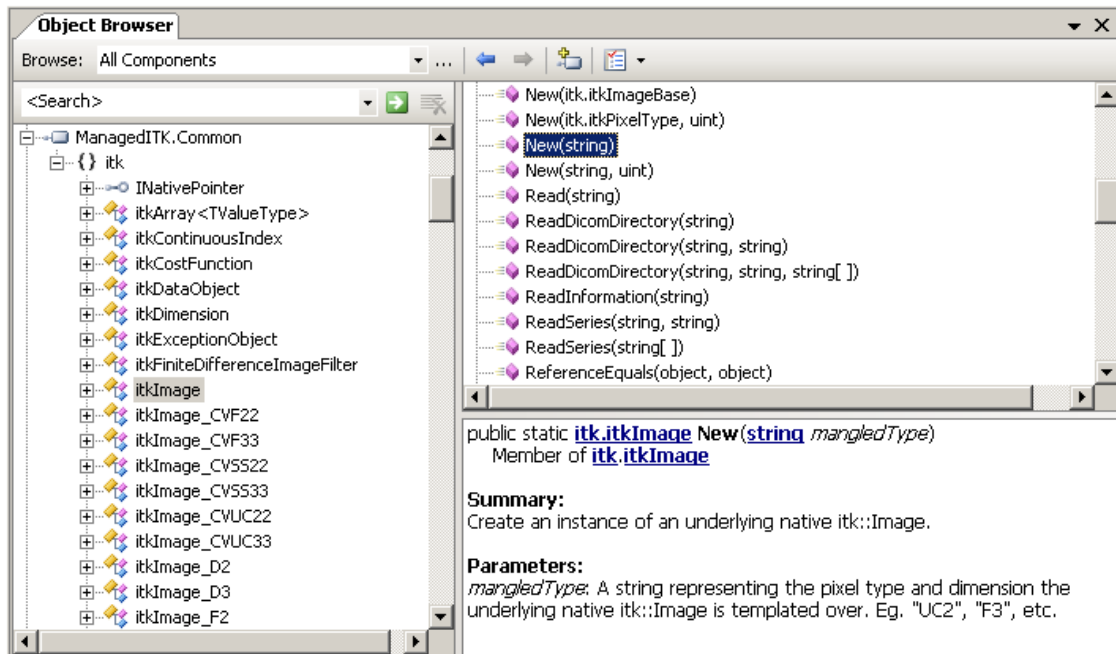 Object Browser
Browse: All Components
...
<Search>
ManagedITK.Common
{} itk
INativePointer
itkArray<TValueType>
itkContinuousIndex
itkCostFunction
itkDataObject
itkDimension
itkExceptionObject
itkFiniteDifferenceImageFilter
itkImage
itkImage_CVF22
itkImage_CVF33
itkImage_CVSS22
itkImage_CVSS33
itkImage_CVUC22
itkImage_CVUC33
itkImage_D2
itkImage_D3
itkImage_F2
New(itk.itkImageBase)
New(itk.itkPixelType, uint)
New(string)
New(string, uint)
Read(string)
ReadDicomDirectory(string)
ReadDicomDirectory(string, string)
ReadDicomDirectory(string, string, string[ ])
ReadInformation(string)
ReadSeries(string, string)
ReadSeries(string[ ])
ReferenceEquals(object, object)
public static itk.itkImage New(string mangledType)
Member of itk.itkImage
Summary:
Create an instance of an underlying native itk::Image.
Parameters:
mangledType: A string representing the pixel type and dimension the
underlying native itk::Image is templated over. Eg. "UC2", "F3", etc.